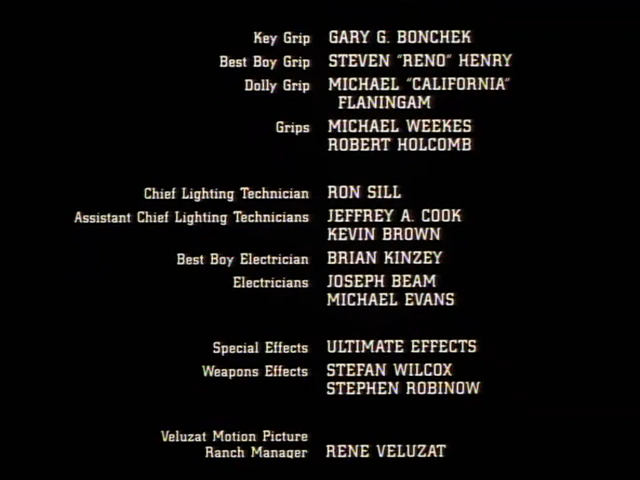 Key Grip GARY G. BONCHEK
Best Boy Grip STEVEN "RENO" HENRY
Dolly Grip MICHAEL "CALIFORNIA"
FLANINGAM
Grips MICHAEL WEEKES
ROBERT HOLCOMB
Chief Lighting Technician RON SILL
Assistant Chief Lighting Technicians JEFFREY A. COOK
KEVIN BROWN
Best Boy Electrician BRIAN KINZEY
Electricians JOSEPH BEAM
MICHAEL EVANS
Special Effects ULTIMATE EFFECTS
Weapons Effects STEFAN WILCOX
STEPHEN ROBINOW
Veluzat Motion Picture
Ranch Manager RENE VELUZAT